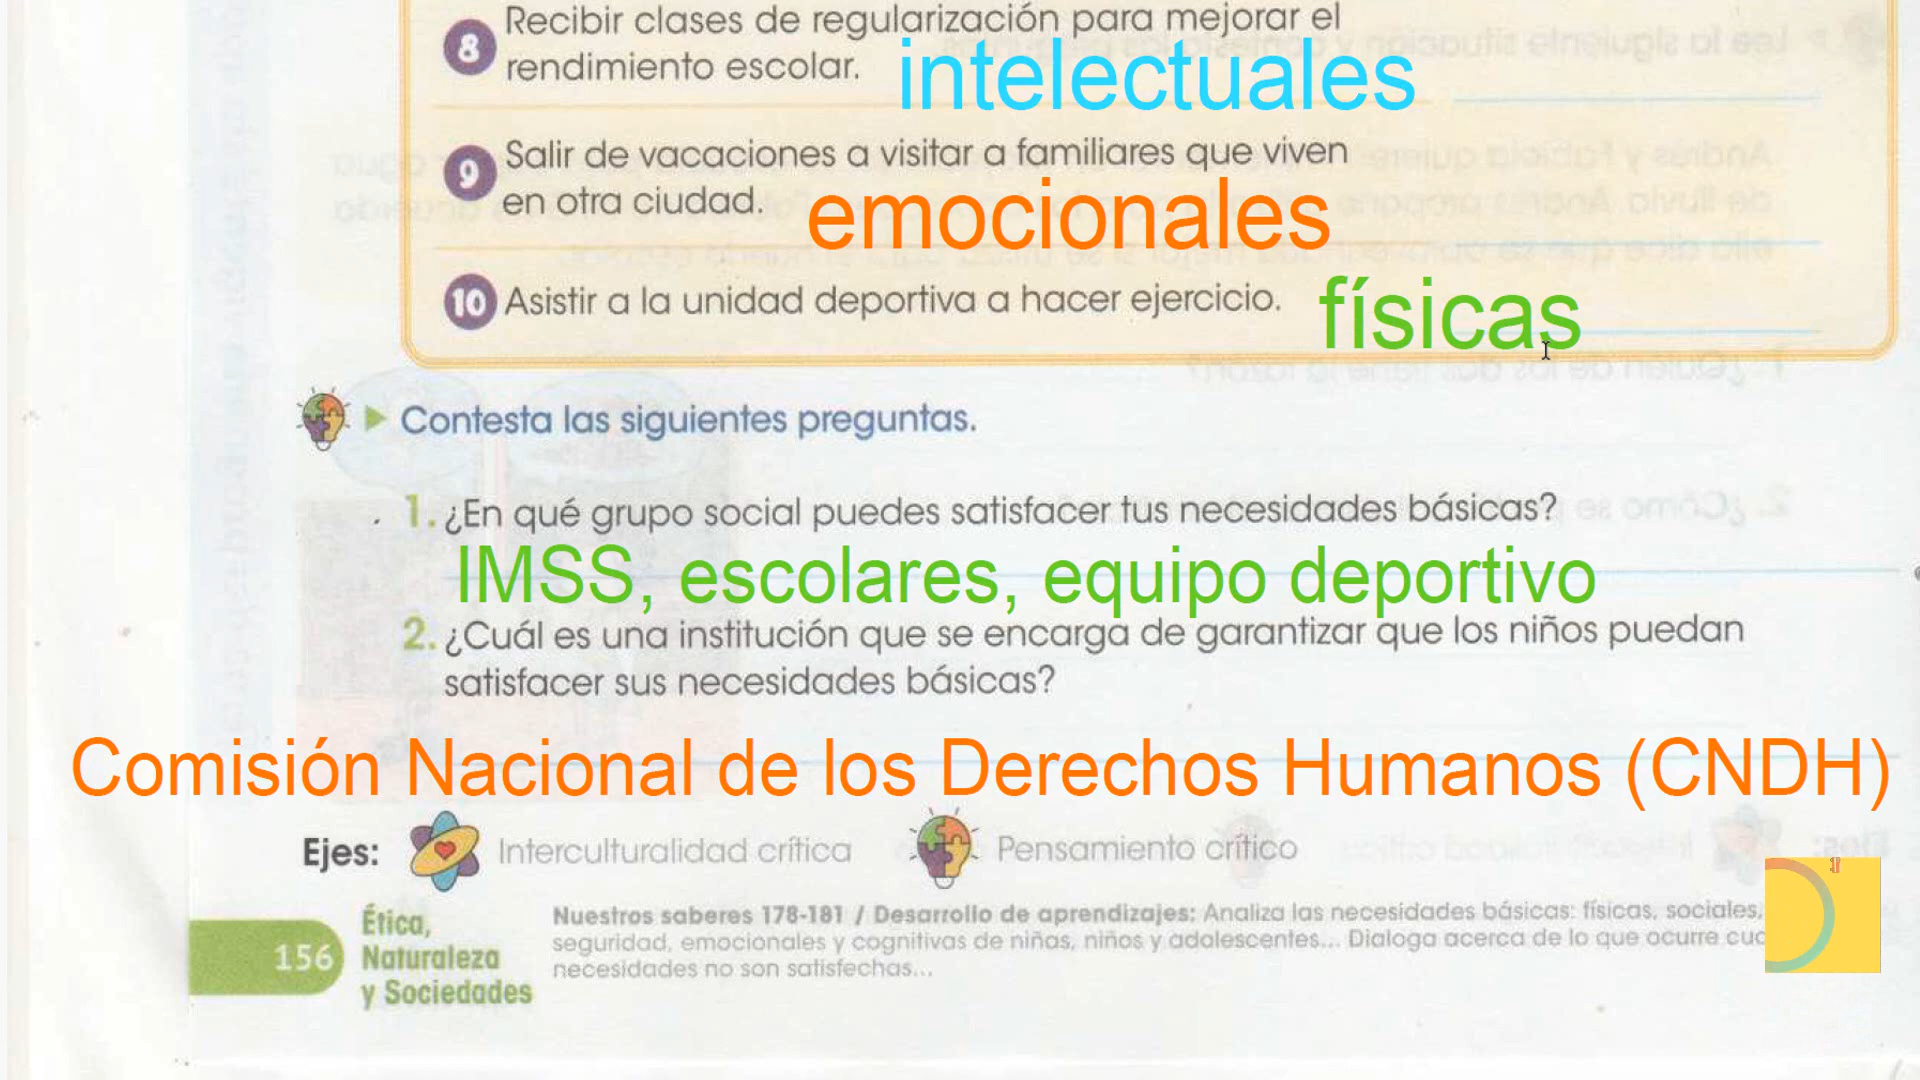 8 Recibir clases de regularización para mejorar el
rendimiento escolar. intelectuales
9 Salir de vacaciones a visitar a familiares que viven
en otra ciudad. emocionales
10 Asistir a la unidad deportiva a hacer ejercicio. físicas
Contesta las siguientes preguntas.
1. ¿En qué grupo social puedes satisfacer tus necesidades básicas?
IMSS, escolares, equipo deportivo
2. ¿Cuál es una institución que se encarga de garantizar que los niños puedan
satisfacer sus necesidades básicas?
Comisión Nacional de los Derechos Humanos (CNDH)
Ejes: Interculturalidad crítica Pensamiento crítico
156 Ética,
Naturaleza
y Sociedades
Nuestros saberes 178-181 / Desarrollo de aprendizajes: Analiza las necesidades básicas: físicas, sociales,
seguridad, emocionales y cognitivas de niñas, niños y adolescentes... Dialoga acerca de lo que ocurre
necesidades no son satisfechas...